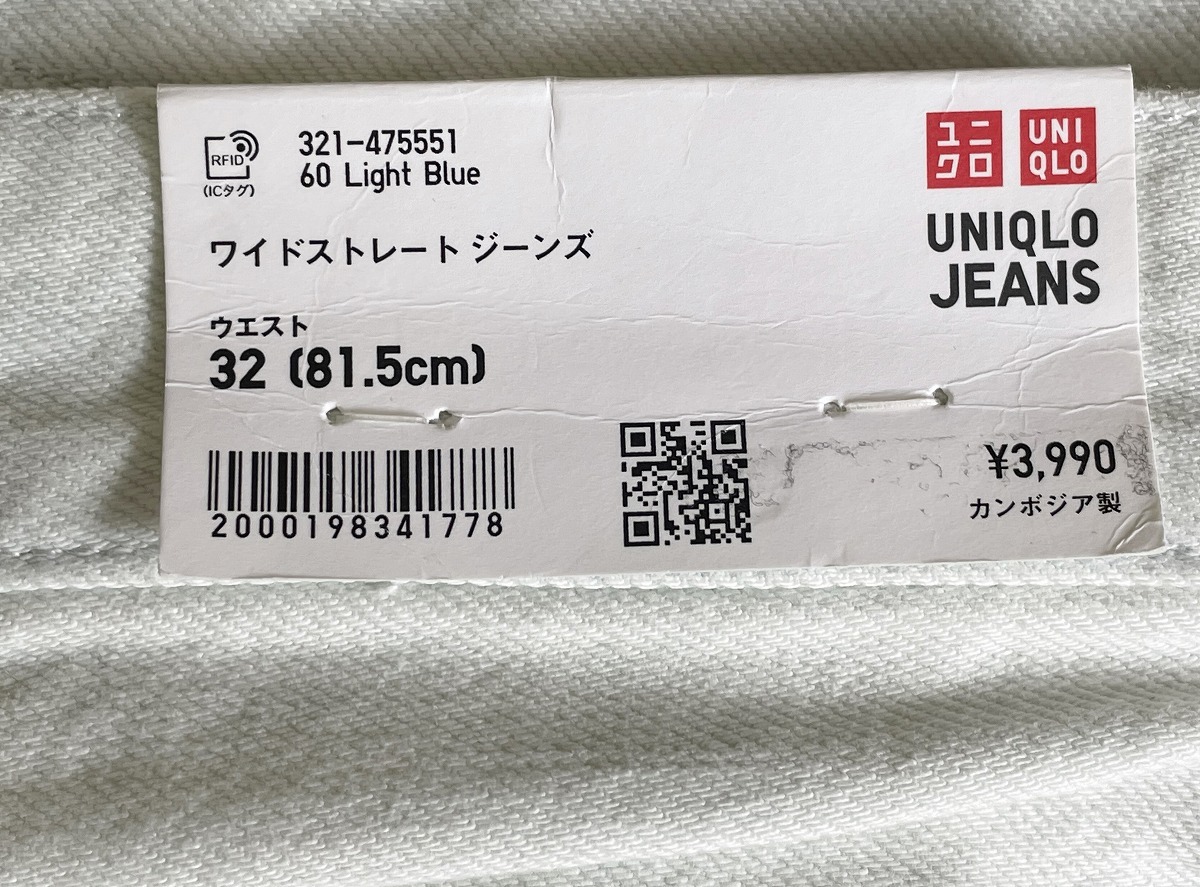 RFID
(ICタグ)
321-475551
60 Light Blue
ユニクロ
UNIQLO
UNIQLO
JEANS
ワイドストレート ジーンズ
ウエスト
32 (81.5cm)
2000198341778
¥3,990
カンボジア製